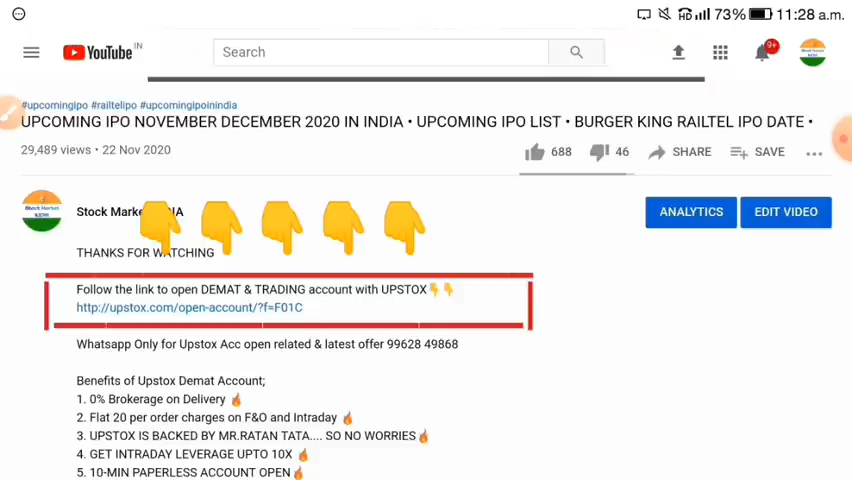 73% 11:28 a.m.
YouTube IN
Search
9+
#upcomingipo #railtelipo #upcomingipoinindia
UPCOMING IPO NOVEMBER DECEMBER 2020 IN INDIA • UPCOMING IPO LIST • BURGER KING RAILTEL IPO DATE •
29,489 views • 22 Nov 2020
688 46 SHARE SAVE
Stock Marke IA
ANALYTICS EDIT VIDEO
THANKS FOR WATCHING
Follow the link to open DEMAT & TRADING account with UPSTOX
http://upstox.com/open-account/?f=F01C
Whatsapp Only for Upstox Acc open related & latest offer 99628 49868
Benefits of Upstox Demat Account;
1. 0% Brokerage on Delivery
2. Flat 20 per order charges on F&O and Intraday
3. UPSTOX IS BACKED BY MR.RATAN TATA.... SO NO WORRIES
4. GET INTRADAY LEVERAGE UPTO 10X
5. 10-MIN PAPERLESS ACCOUNT OPEN